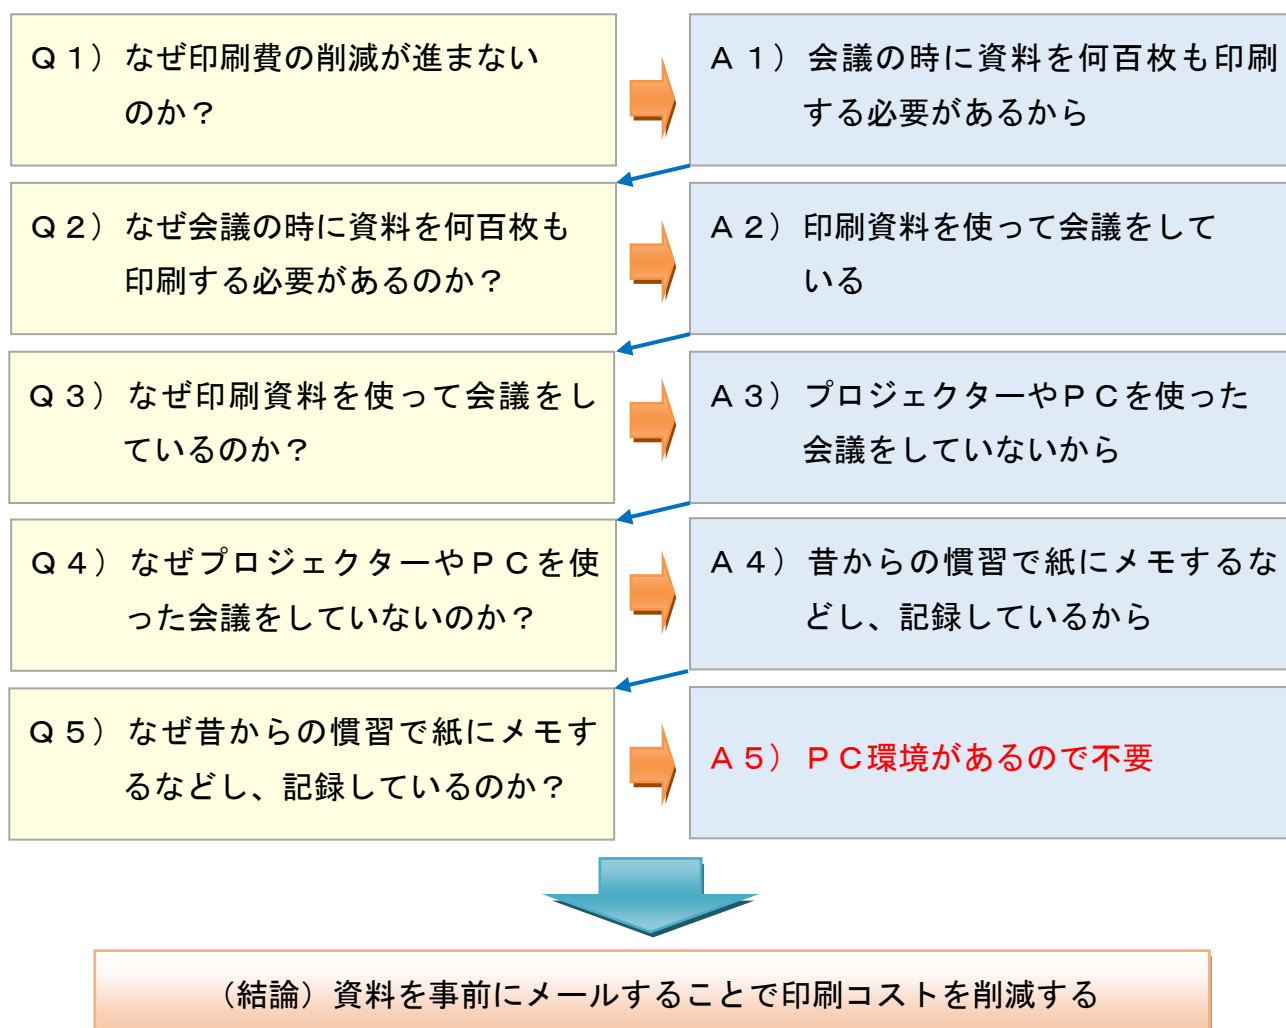 Ｑ１）なぜ印刷費の削減が進まない
のか？
Ａ１）会議の時に資料を何百枚も印刷
する必要があるから
Ｑ２）なぜ会議の時に資料を何百枚も
印刷する必要があるのか？
Ａ２）印刷資料を使って会議をして
いる
Ｑ３）なぜ印刷資料を使って会議をし
ているのか？
Ａ３）プロジェクターやＰＣを使った
会議をしていないから
Ｑ４）なぜプロジェクターやＰＣを使
った会議をしていないのか？
Ａ４）昔からの慣習で紙にメモするな
どし、記録しているから
Ｑ５）なぜ昔からの慣習で紙にメモす
るなどし、記録しているのか？
Ａ５）ＰＣ環境があるので不要
（結論）資料を事前にメールすることで印刷コストを削減する